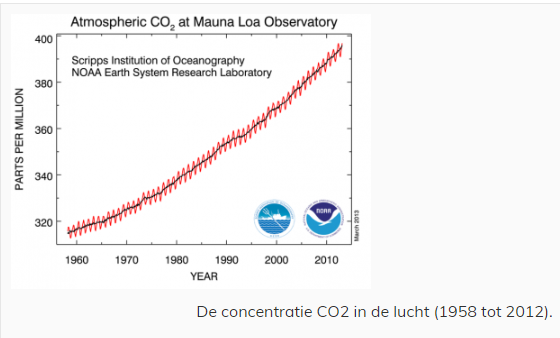 Atmospheric CO2 at Mauna Loa Observatory
Scripps Institution of Oceanography
NOAA Earth System Research Laboratory
PARTS PER MILLION
400
380
360
340
320
1960
1970
1980
1990
2000
2010
YEAR
NOAA
March 2013
De concentratie CO2 in de lucht (1958 tot 2012).